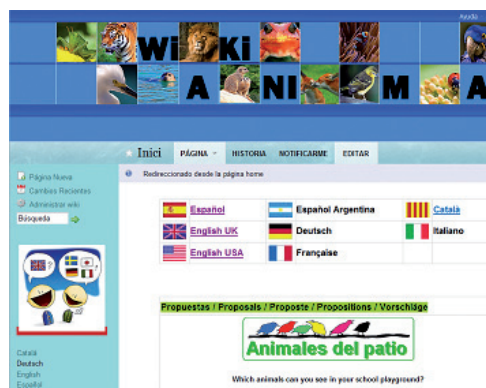 Ayuda
Wi Ki
A NI M A
Inici PÁGINA HISTORIA NOTIFICARME EDITAR
Redireccionado desde la página home
Página Nueva
Cambios Recientes
Administrar wiki
Búsqueda
Español Español Argentina Català
English UK Deutsch Italiano
English USA Française
?
?
Propuestas / Proposals / Proposte / Propositions / Vorschläge
Animales del patio
Which animals can you see in your school playground?
Català
Deutsch
English
Español